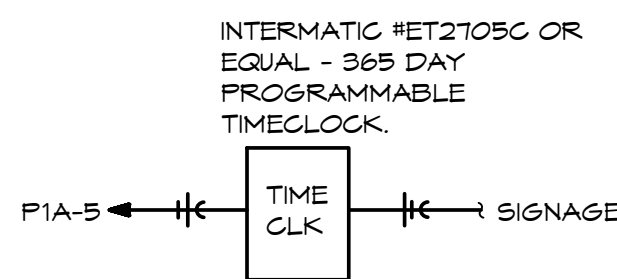 INTERMATIC #ET2705C OR
EQUAL - 365 DAY
PROGRAMMABLE
TIMECLOCK.
P1A-5
TIME
CLK
SIGNAGE